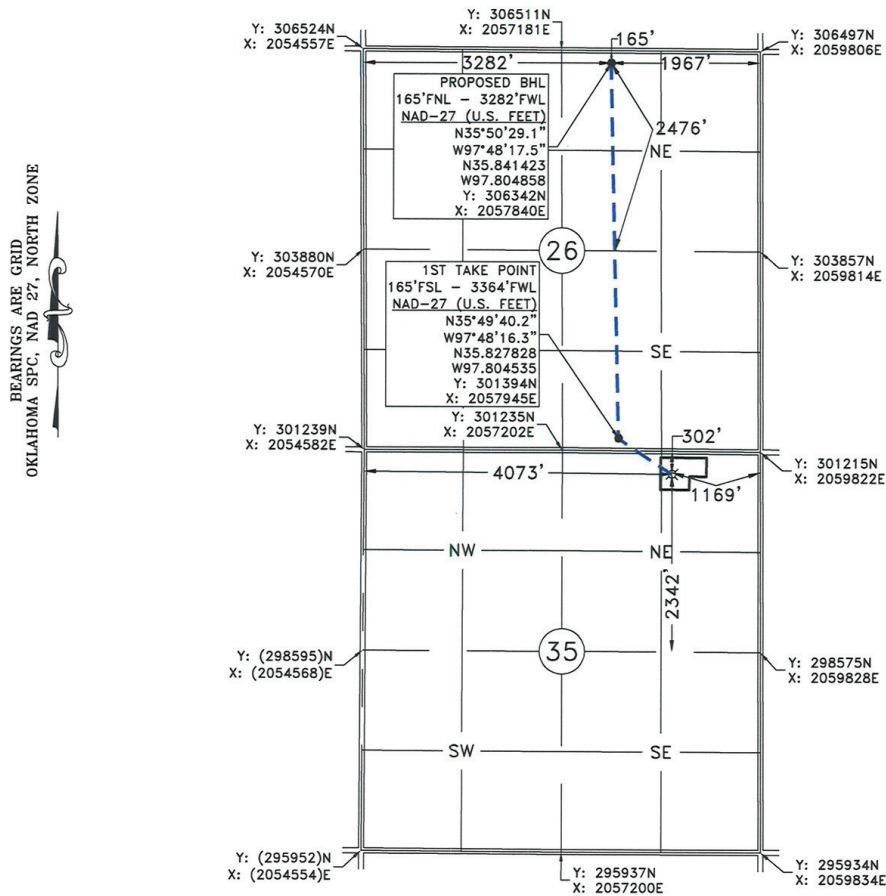 Y: 306511N
X: 2057181E
Y: 306524N
X: 2054557E
165'
Y: 306497N
X: 2059806E
3282'
1967'
PROPOSED BHL
165'FNL - 3282'FWL
NAD-27 (U.S. FEET)
N35°50'29.1"
W97°48'17.5"
N35.841423
W97.804858
Y: 306342N
X: 2057840E
2476'
NE
BEARINGS ARE GRID
OKLAHOMA SPC, NAD 27, NORTH ZONE
Y: 303880N
X: 2054570E
26
Y: 303857N
X: 2059814E
1ST TAKE POINT
165'FSL - 3364'FWL
NAD-27 (U.S. FEET)
N35°49'40.2"
W97°48'16.3"
N35.827828
W97.804535
Y: 301394N
X: 2057945E
SE
Y: 301239N
X: 2054582E
Y: 301235N
X: 2057202E
302'
Y: 301215N
X: 2059822E
4073'
1169'
NW
NE
2342'
Y: (298595)N
X: (2054568)E
35
Y: 298575N
X: 2059828E
SW
SE
Y: (295952)N
X: (2054554)E
Y: 295937N
X: 2057200E
Y: 295934N
X: 2059834E